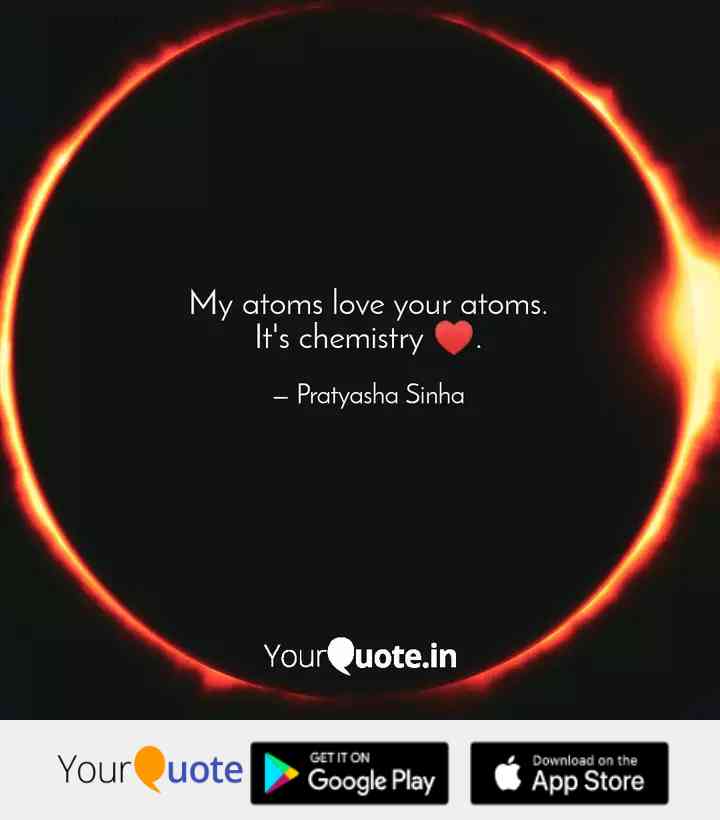 My atoms love your atoms.
It's chemistry ❤️.
– Pratyasha Sinha
YourQuote.in
YourQuote
GET IT ON
Google Play
Download on the
App Store